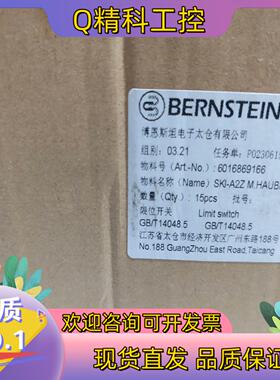 Q精科工控
BERNSTEIN
博恩斯坦电子太仓有限公司
组别: 03.21 任务单:
物料号 (Art-No.) : 6016869166
物料名称 (Name) SKI-A2Z M.HAUB
数量 (Qty) : 15pcs 批号:
限位开关 Limit switch
GB/T14048.5 GB/T14048.5
江苏省太仓市经济开发区广州东路188号
No.188 GuangZhou East Road,Taicang
质
O.1
欢迎咨询可开发票
现货直发 品质保证